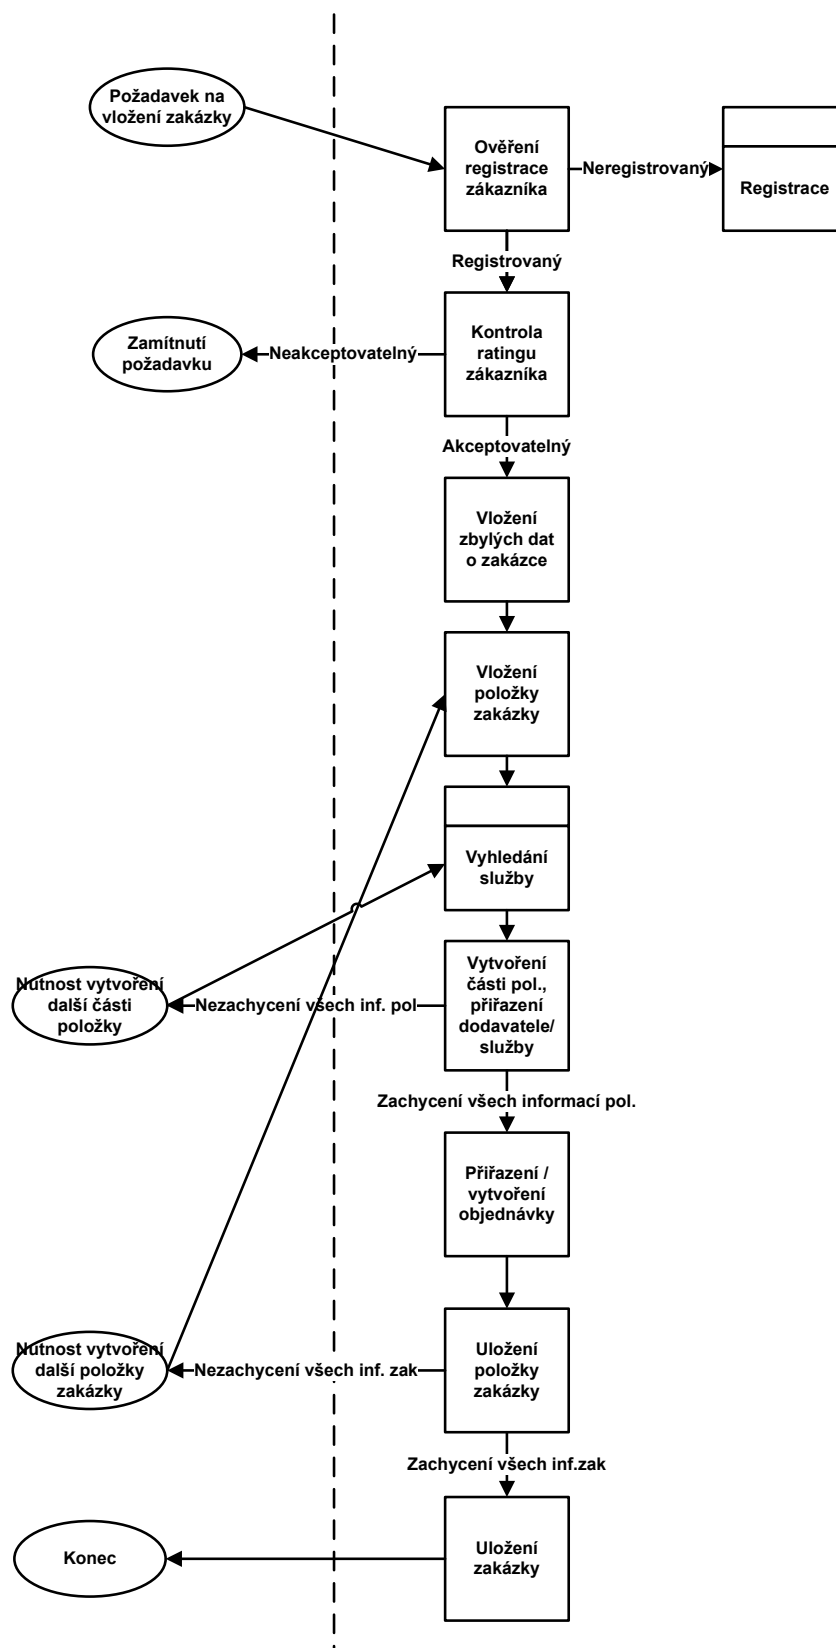 Požadavek na
vložení zakázky
Ověření
registrace
zákazníka
Neregistrovaný
Registrace
Registrovaný
Zamítnutí
požadavku
Neakceptovatelný
Kontrola
ratingu
zákazníka
Akceptovatelný
Vložení
zbylých dat
o zakázce
Vložení
položky
zakázky
Vyhledání
služby
Nutnost vytvoření
další části
položky
Nezachycení všech inf. pol
Vytvoření
části pol.,
přiřazení
dodavatele/
služby
Zachycení všech informací pol.
Přiřazení /
vytvoření
objednávky
Nutnost vytvoření
další položky
zakázky
Nezachycení všech inf. zak
Uložení
položky
zakázky
Zachycení všech inf.zak
Konec
Uložení
zakázky